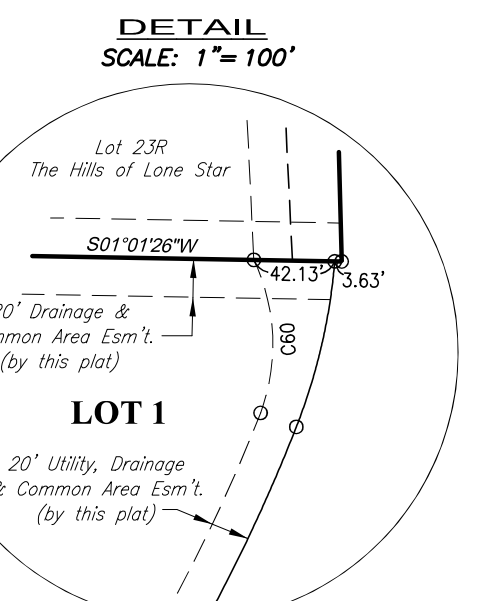 DETAIL
SCALE: 1"= 100'
Lot 23R
The Hills of Lone Star
S01°01'26"W
42.13'
3.63'
Drainage &
Area Esm't.
(by this plat)
C60
LOT 1
20' Utility, Drainage
& Common Area Esm't.
(by this plat)